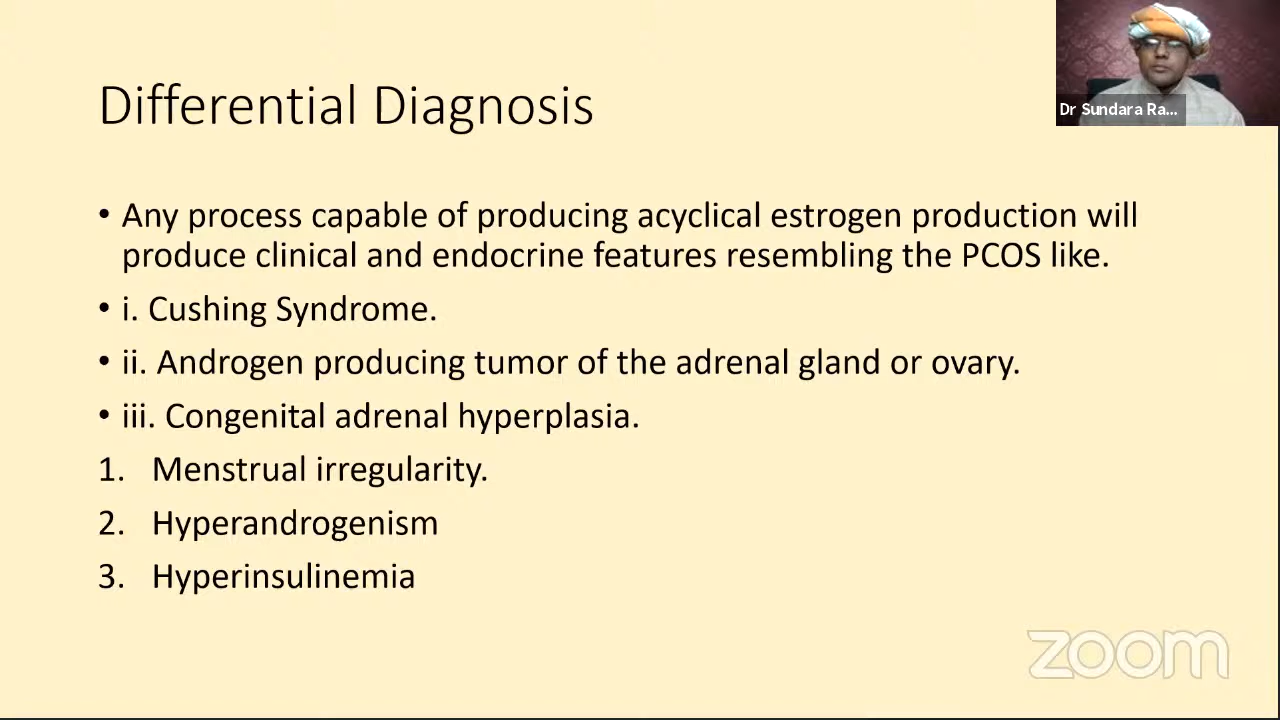 Differential Diagnosis
Dr Sundara Ra...
• Any process capable of producing acyclical estrogen production will
produce clinical and endocrine features resembling the PCOS like.
• i. Cushing Syndrome.
• ii. Androgen producing tumor of the adrenal gland or ovary.
• iii. Congenital adrenal hyperplasia.
1. Menstrual irregularity.
2. Hyperandrogenism
3. Hyperinsulinemia
zoom